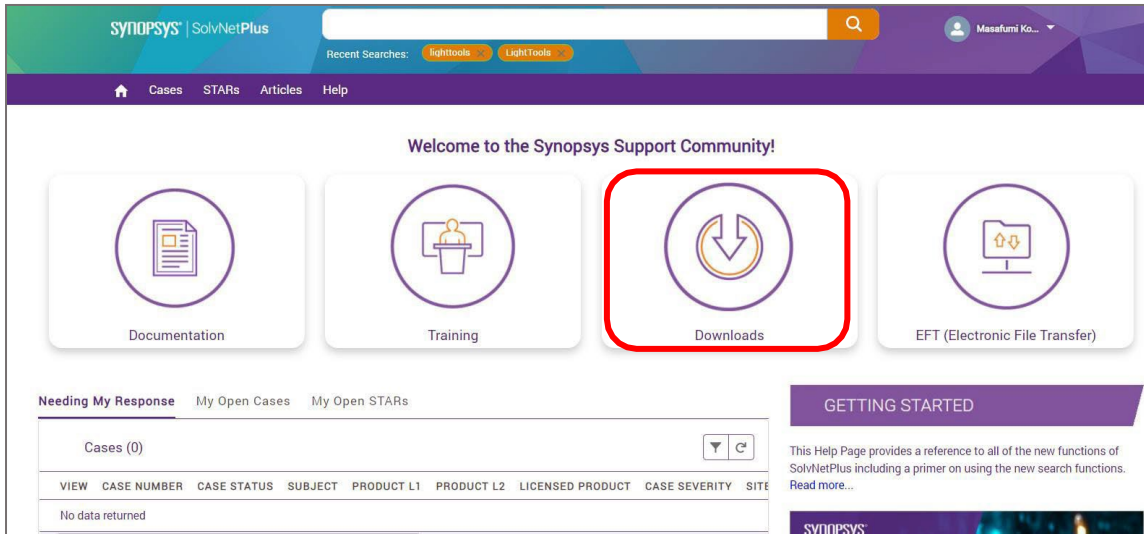 SYNOPSYS® | SolvNetPlus
Masafumi Ko...
Recent Searches: lighttools × LightTools ×
Cases STARs Articles Help
Welcome to the Synopsys Support Community!
Documentation
Training
Downloads
EFT (Electronic File Transfer)
Needing My Response My Open Cases My Open STARs
Cases (0)
VIEW CASE NUMBER CASE STATUS SUBJECT PRODUCT L1 PRODUCT L2 LICENSED PRODUCT CASE SEVERITY SITE
No data returned
GETTING STARTED
This Help Page provides a reference to all of the new functions of
SolvNetPlus including a primer on using the new search functions.
Read more...
SYNOPSYS®